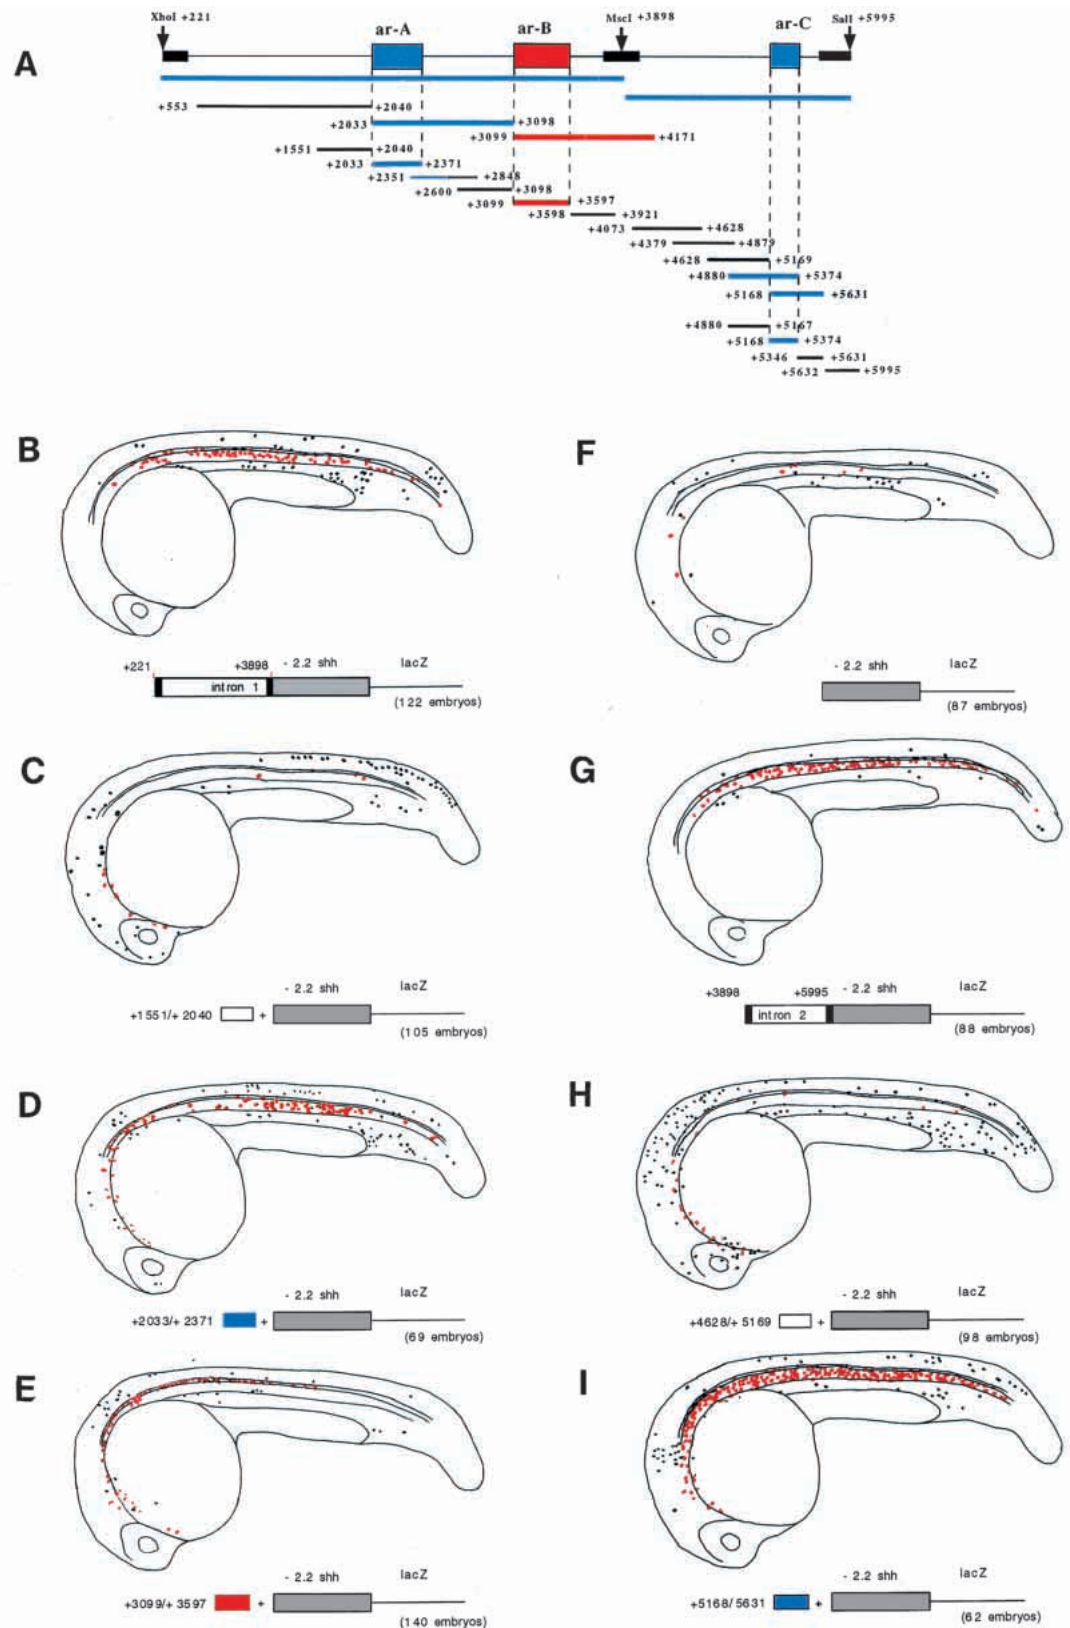 XhoI +221
MscI +3898
SalI +5995
ar-A
ar-B
ar-C
A
+553
+2040
+2033
+3098
+3099
+4171
+1551
+2040
+2033
+2371
+2351
+2848
+2600
+3098
+3099
+3597
+3598
+3921
+4073
+4628
+4379
+4879
+4628
+5169
+4880
+5374
+5168
+5631
+4880
+5167
+5168
+5374
+5346
+5631
+5632
+5995
B
+221
+3898
- 2.2 shh
lacZ
intron 1
(122 embryos)
F
- 2.2 shh
lacZ
(87 embryos)
C
- 2.2 shh
lacZ
+1551/+ 2040
+
(105 embryos)
G
+3898
+5995
- 2.2 shh
lacZ
intron 2
(88 embryos)
D
- 2.2 shh
lacZ
+2033/+ 2371
+
(69 embryos)
H
- 2.2 shh
lacZ
+4628/+ 5169
+
(98 embryos)
E
- 2.2 shh
lacZ
+3099/+ 3597
+
(140 embryos)
I
- 2.2 shh
lacZ
+5168/ 5631
+
(62 embryos)